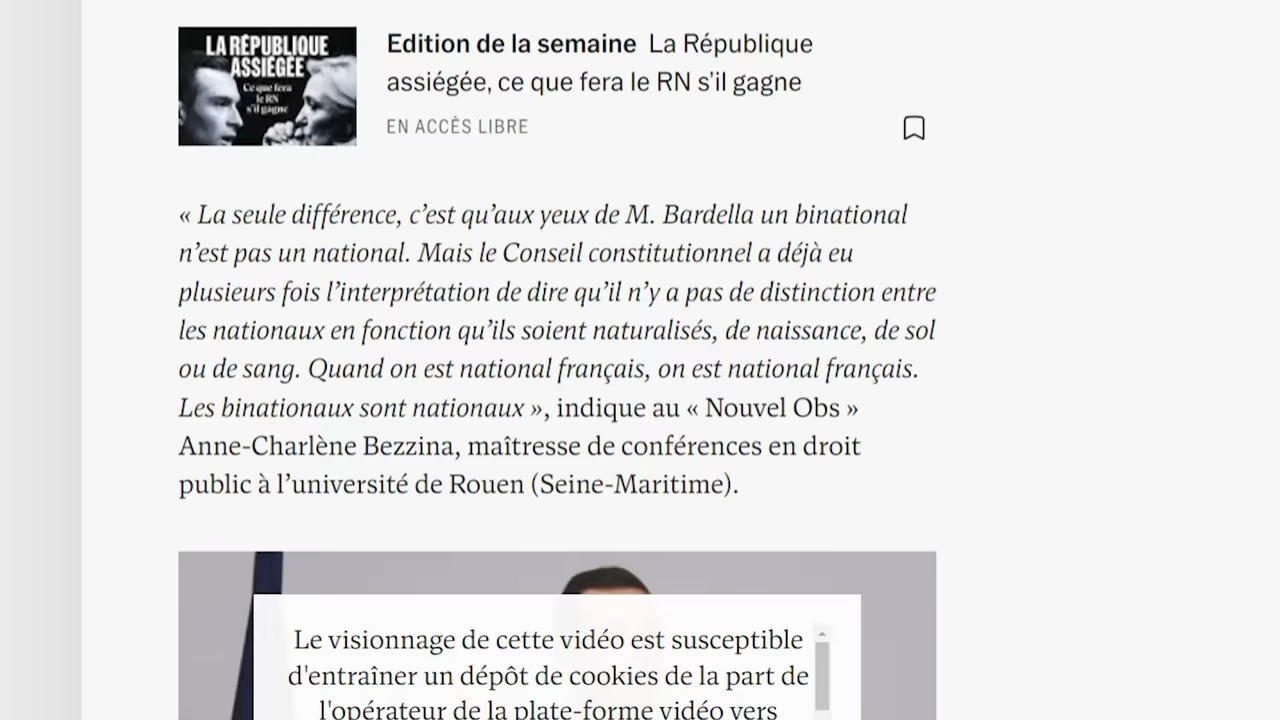 LA RÉPUBLIQUE
ASSIÉGÉE
Ce que fera
le RN
s'il gagne
Edition de la semaine La République
assiégée, ce que fera le RN s’il gagne
EN ACCÈS LIBRE
« La seule différence, c’est qu’aux yeux de M. Bardella un binational
n’est pas un national. Mais le Conseil constitutionnel a déjà eu
plusieurs fois l’interprétation de dire qu’il n’y a pas de distinction entre
les nationaux en fonction qu’ils soient naturalisés, de naissance, de sol
ou de sang. Quand on est national français, on est national français.
Les binationaux sont nationaux », indique au « Nouvel Obs »
Anne-Charlène Bezzina, maîtresse de conférences en droit
public à l’université de Rouen (Seine-Maritime).
Le visionnage de cette vidéo est susceptible
d'entraîner un dépôt de cookies de la part de
l'opérateur de la plate-forme vidéo vers